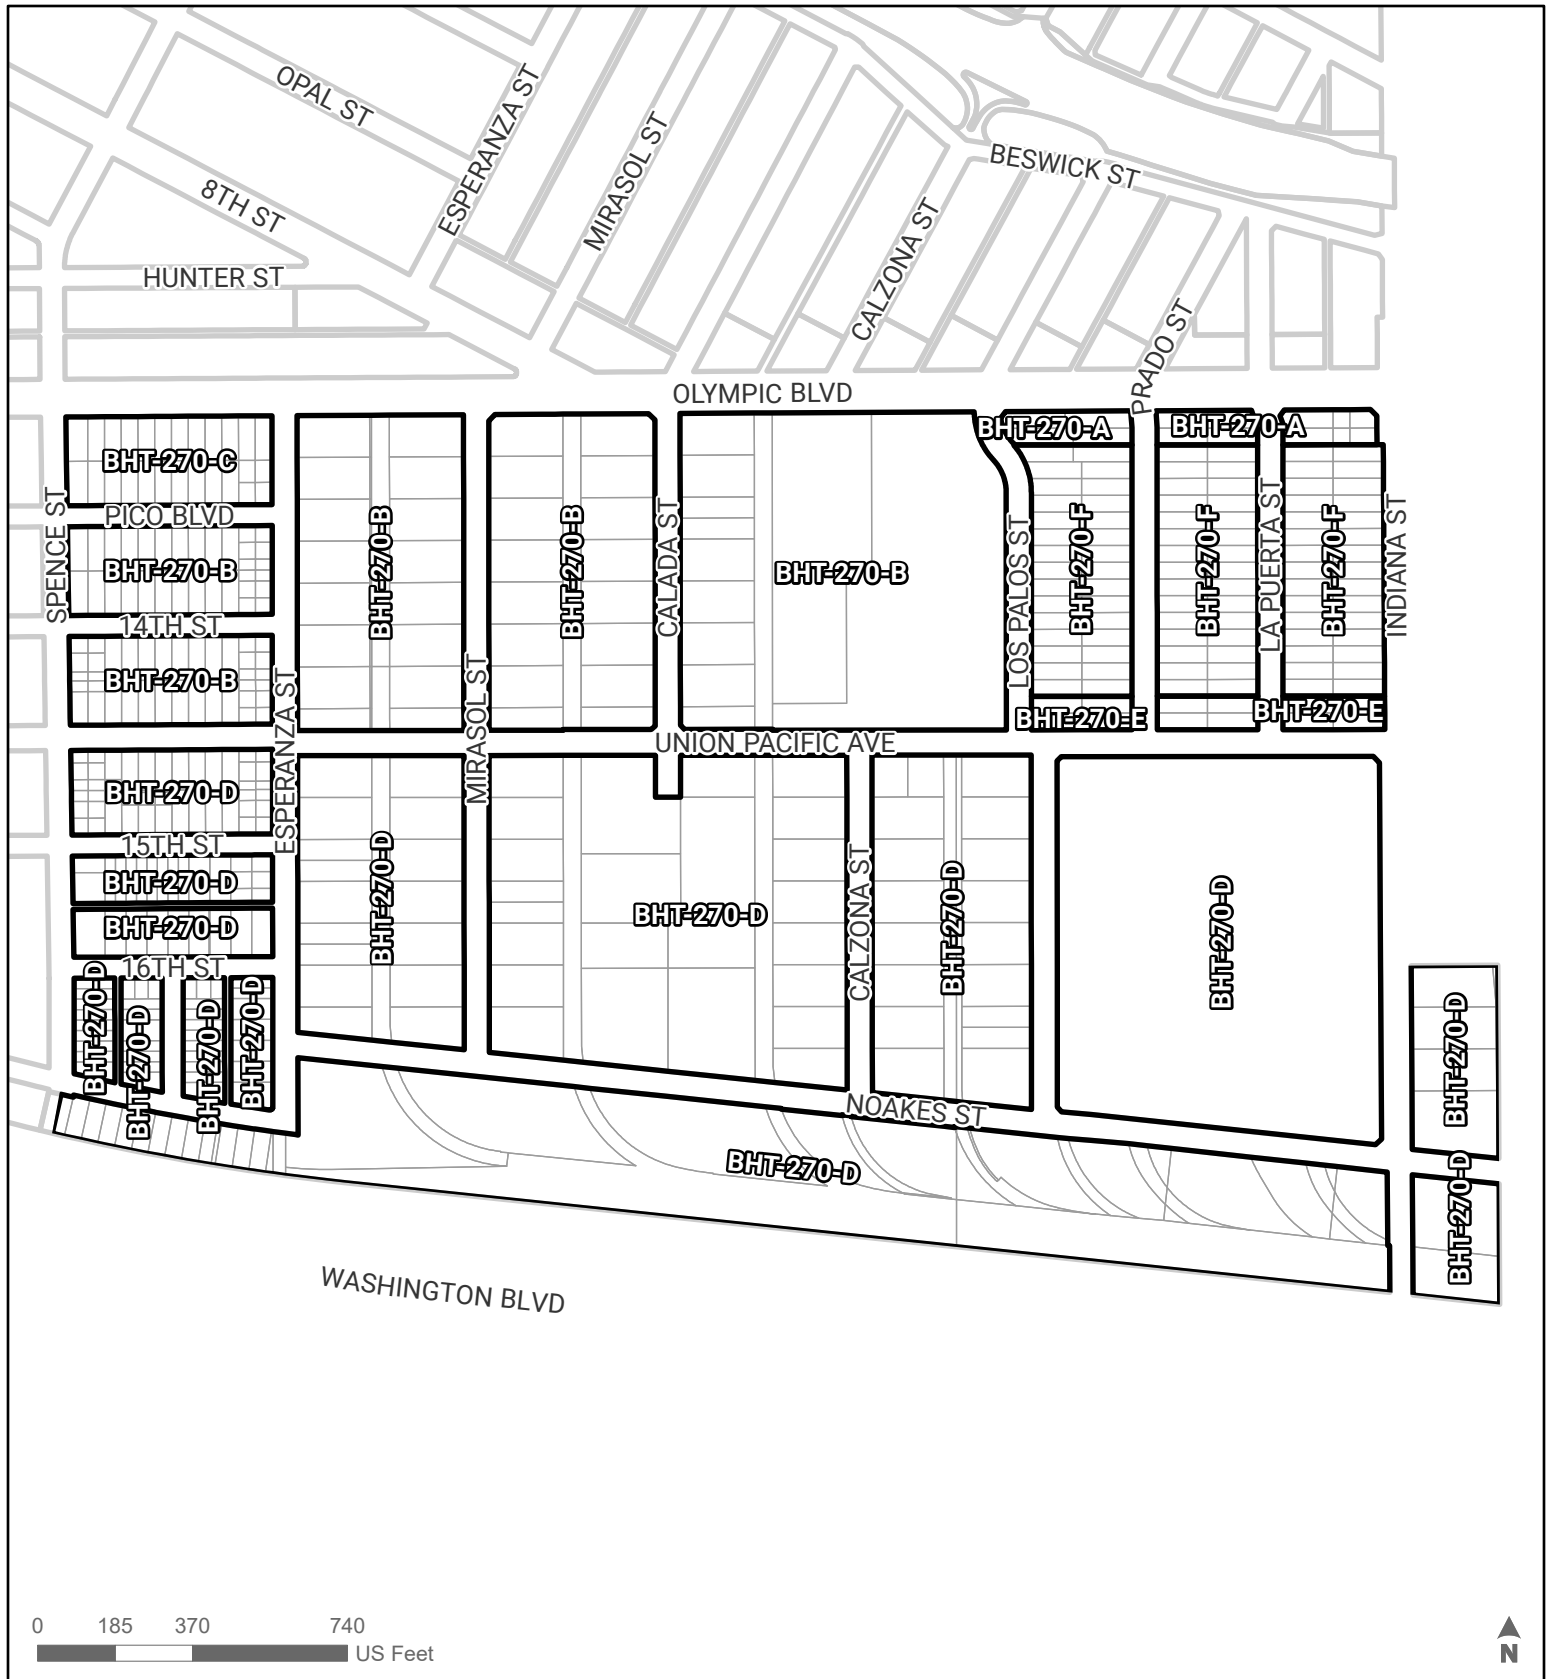 OPAL ST
ESPERANZA ST
MIRASOL ST
BESWICK ST
8TH ST
CALZONA ST
HUNTER ST
PRADO ST
OLYMPIC BLVD
BHT-270-A
BHT-270-A
BHT-270-C
SPENCE ST
PICO BLVD
BHT-270-B
BHT-270-B
BHT-270-B
CALADA ST
BHT-270-B
LOS PALOS ST
BHT-270-F
BHT-270-F
LA PUERTA ST
BHT-270-F
INDIANA ST
14TH ST
BHT-270-B
ESPERANZA ST
MIRASOL ST
BHT-270-E
BHT-270-E
UNION PACIFIC AVE
BHT-270-D
15TH ST
BHT-270-D
BHT-270-D
BHT-270-D
BHT-270-D
CALZONA ST
BHT-270-D
BHT-270-D
16TH ST
BHT-270-D
BHT-270-D
BHT-270-D
BHT-270-D
BHT-270-D
NOAKES ST
BHT-270-D
BHT-270-D
WASHINGTON BLVD
0 185 370 740
US Feet
N